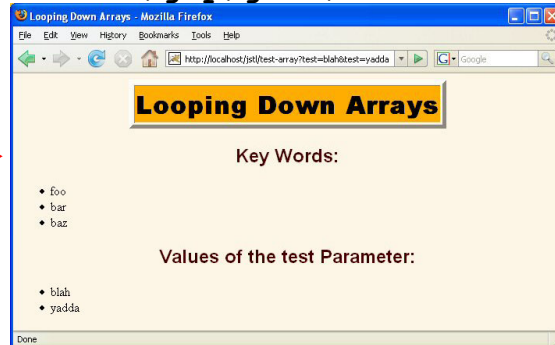 Looping Down Arrays - Mozilla Firefox
File Edit View History Bookmarks Tools Help
http://localhost/jstl/test-array?test=blah&test=yadda
Google
Looping Down Arrays
Key Words:
foo
bar
baz
Values of the test Parameter:
blah
yadda
Done